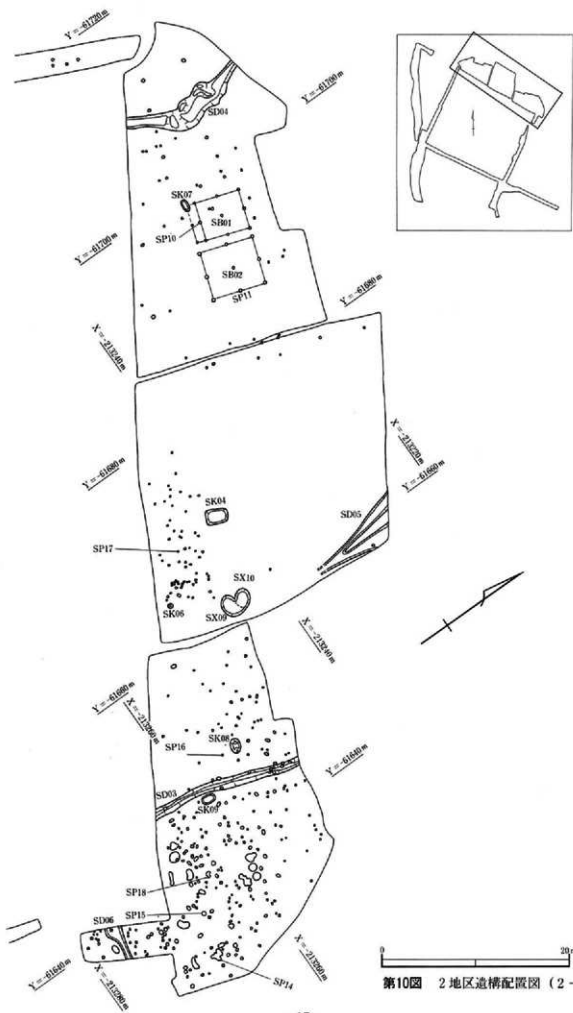 Y=-61720m
Y=-61700m
SD04
SK07
SB01
SP10
Y=-61700m
SB02
SP11
Y=-61680m
X=-213240m
X=-213220m
Y=-61680m
Y=-61660m
SK04
SD05
SP17
SX10
SK06
SX09
X=-213240m
Y=-61660m
X=-213260m
SK08
SP16
Y=-61640m
SD03
SK09
SP18
SP15
SD06
SP14
X=-213260m
Y=-61640m
X=-213280m
0
20
第10図 2地区遺構配置図(2-